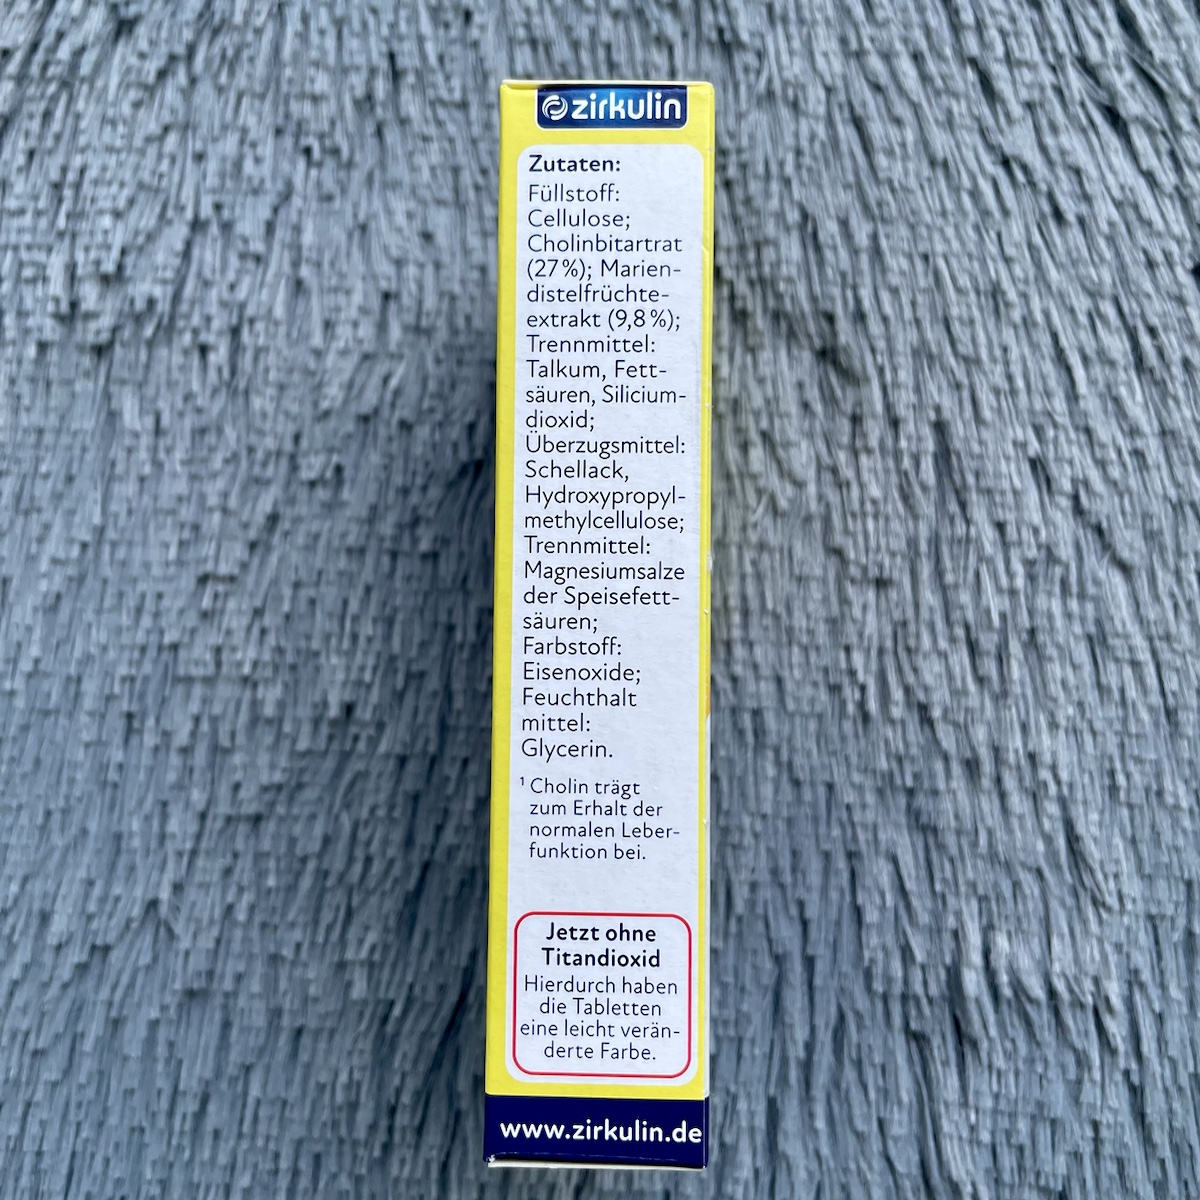 zirkulin
Zutaten:
Füllstoff:
Cellulose;
Cholinbitartrat
(27%); Marien-
distelfrüchte-
extrakt (9,8%);
Trennmittel:
Talkum, Fett-
säuren, Silicium-
dioxid;
Überzugsmittel:
Schellack,
Hydroxypropyl-
methylcellulose;
Trennmittel:
Magnesiumsalze
der Speisefett-
säuren;
Farbstoff:
Eisenoxide;
Feuchthalt
mittel:
Glycerin.
¹ Cholin trägt
zum Erhalt der
normalen Leber-
funktion bei.
Jetzt ohne
Titandioxid
Hierdurch haben
die Tabletten
eine leicht verän-
derte Farbe.
www.zirkulin.de